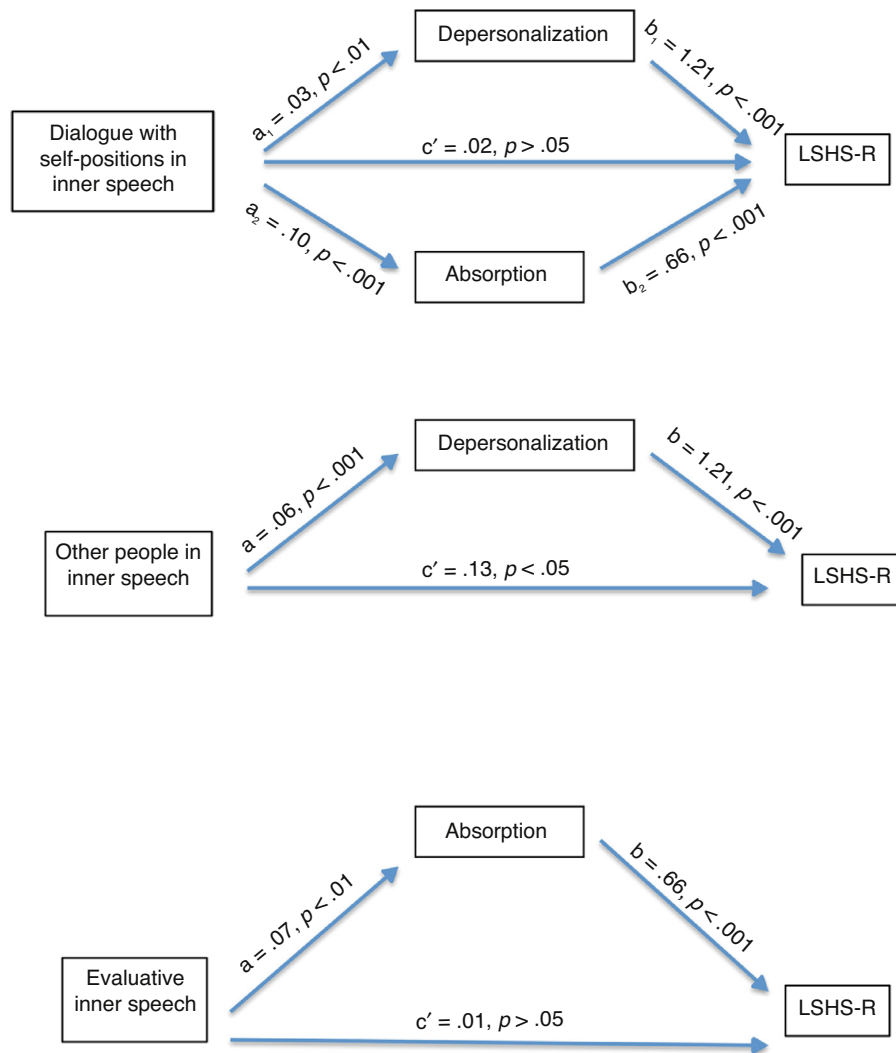 Depersonalization
a₁ = .03, p < .01
b₁ = 1.21, p < .001
Dialogue with
self-positions in
inner speech
c′ = .02, p > .05
LSHS-R
a₂ = .10, p < .001
Absorption
b₂ = .66, p < .001
Depersonalization
a = .06, p < .001
b = 1.21, p < .001
Other people in
inner speech
c′ = .13, p < .05
LSHS-R
Absorption
a = .07, p < .01
b = .66, p < .001
Evaluative
inner speech
c′ = .01, p > .05
LSHS-R